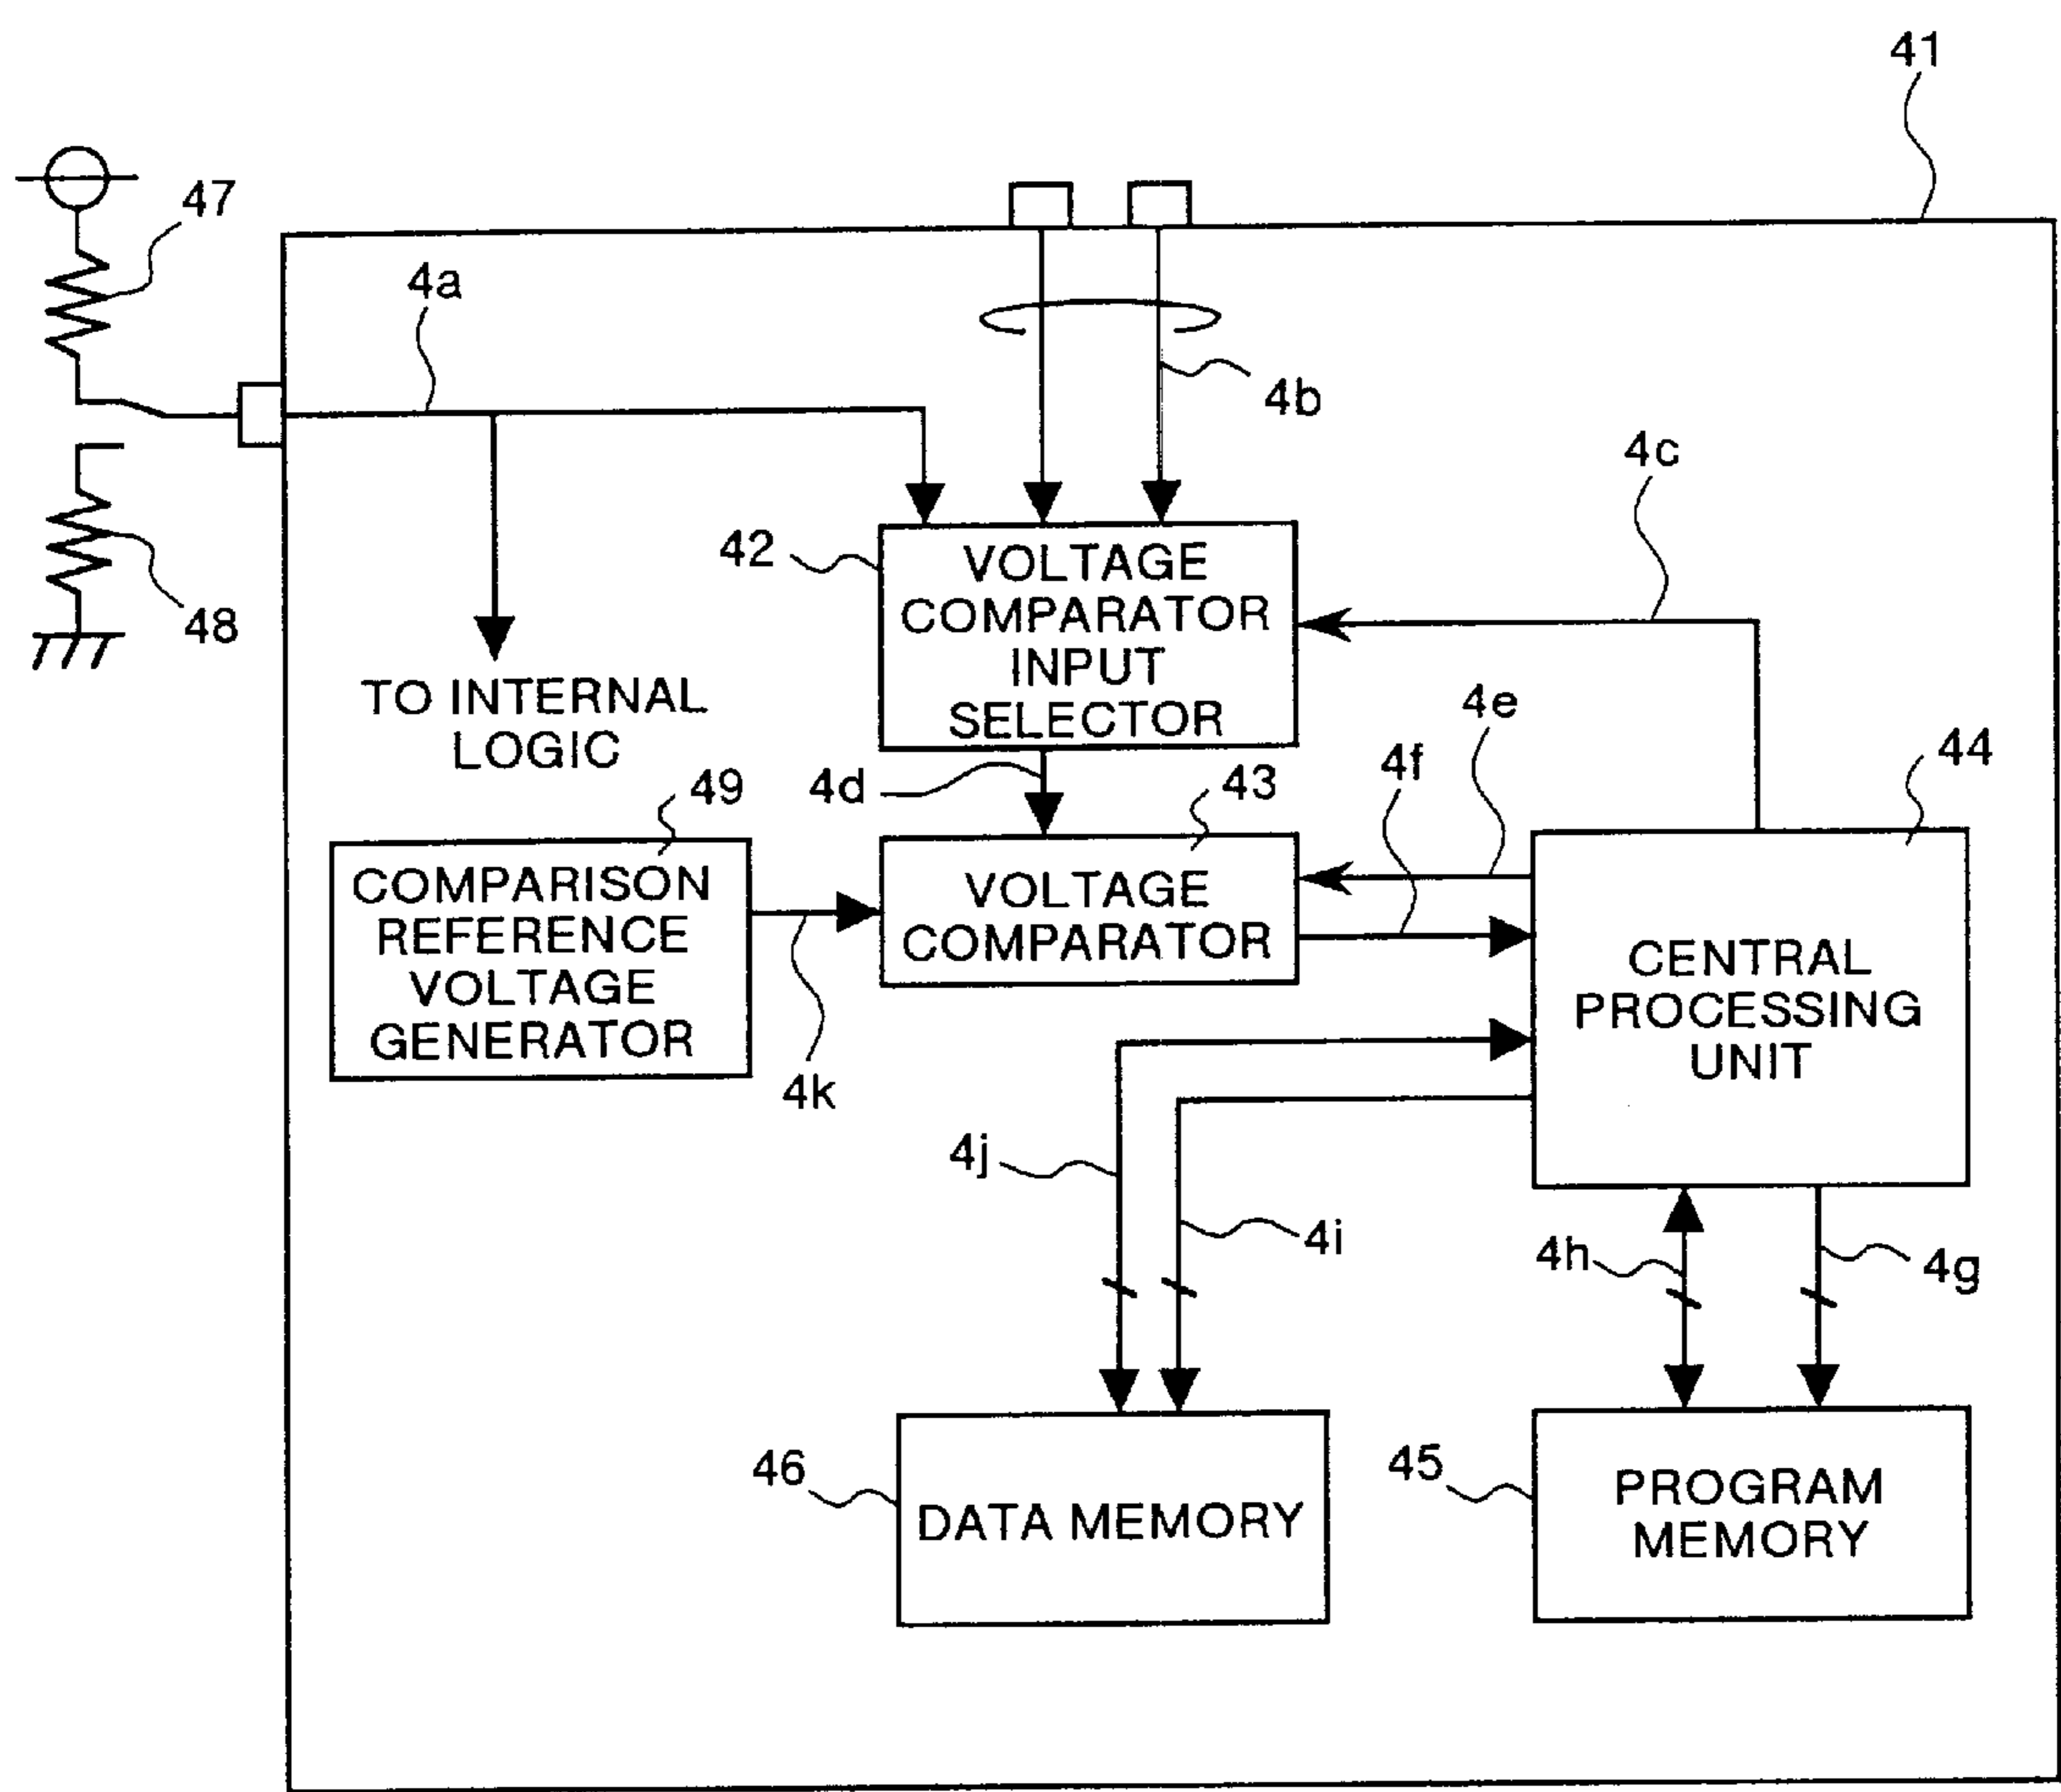 41
47
4a
4b
4c
42
VOLTAGE
COMPARATOR
INPUT
SELECTOR
48
TO INTERNAL
LOGIC
4e
4f
44
4d
43
49
COMPARISON
REFERENCE
VOLTAGE
GENERATOR
VOLTAGE
COMPARATOR
CENTRAL
PROCESSING
UNIT
4k
4j
4i
4h
4g
46
DATA MEMORY
45
PROGRAM
MEMORY